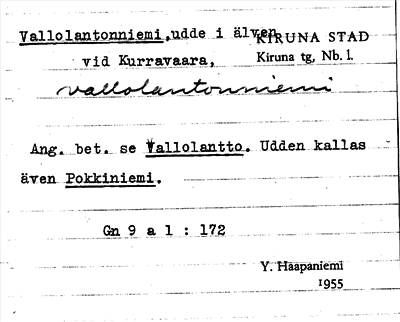 Vallolantonniemi, udde i älven KIRUNA STAD
vid Kurravaara, Kiruna tg, Nb. l.
vallolantonniemi
Ang. bet. se Vallolantto. Udden kallas
även Pokkiniemi.
Gn 9 a 1 : 172
Y. Haapaniemi
1955